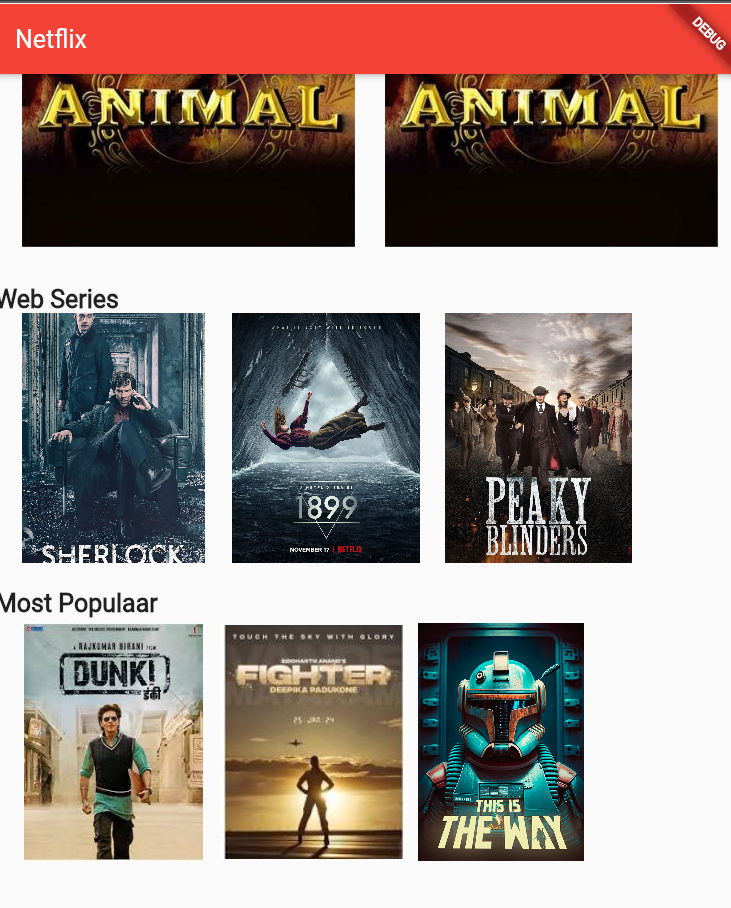 Netflix
DEBUG
ANIMAL
ANIMAL
Web Series
SHERLOCK
1899
NOVEMBER 17 | NETFLIX
PEAKY
BLINDERS
Most Populaar
A RAJKUMAR HIRANI FILM
DUNKI
डंकी
TOUCH THE SKY WITH GLORY
SIDDHARTH ANAND'S
FIGHTER
DEEPIKA PADUKONE
25 JAN 24
THIS IS
THE WAY